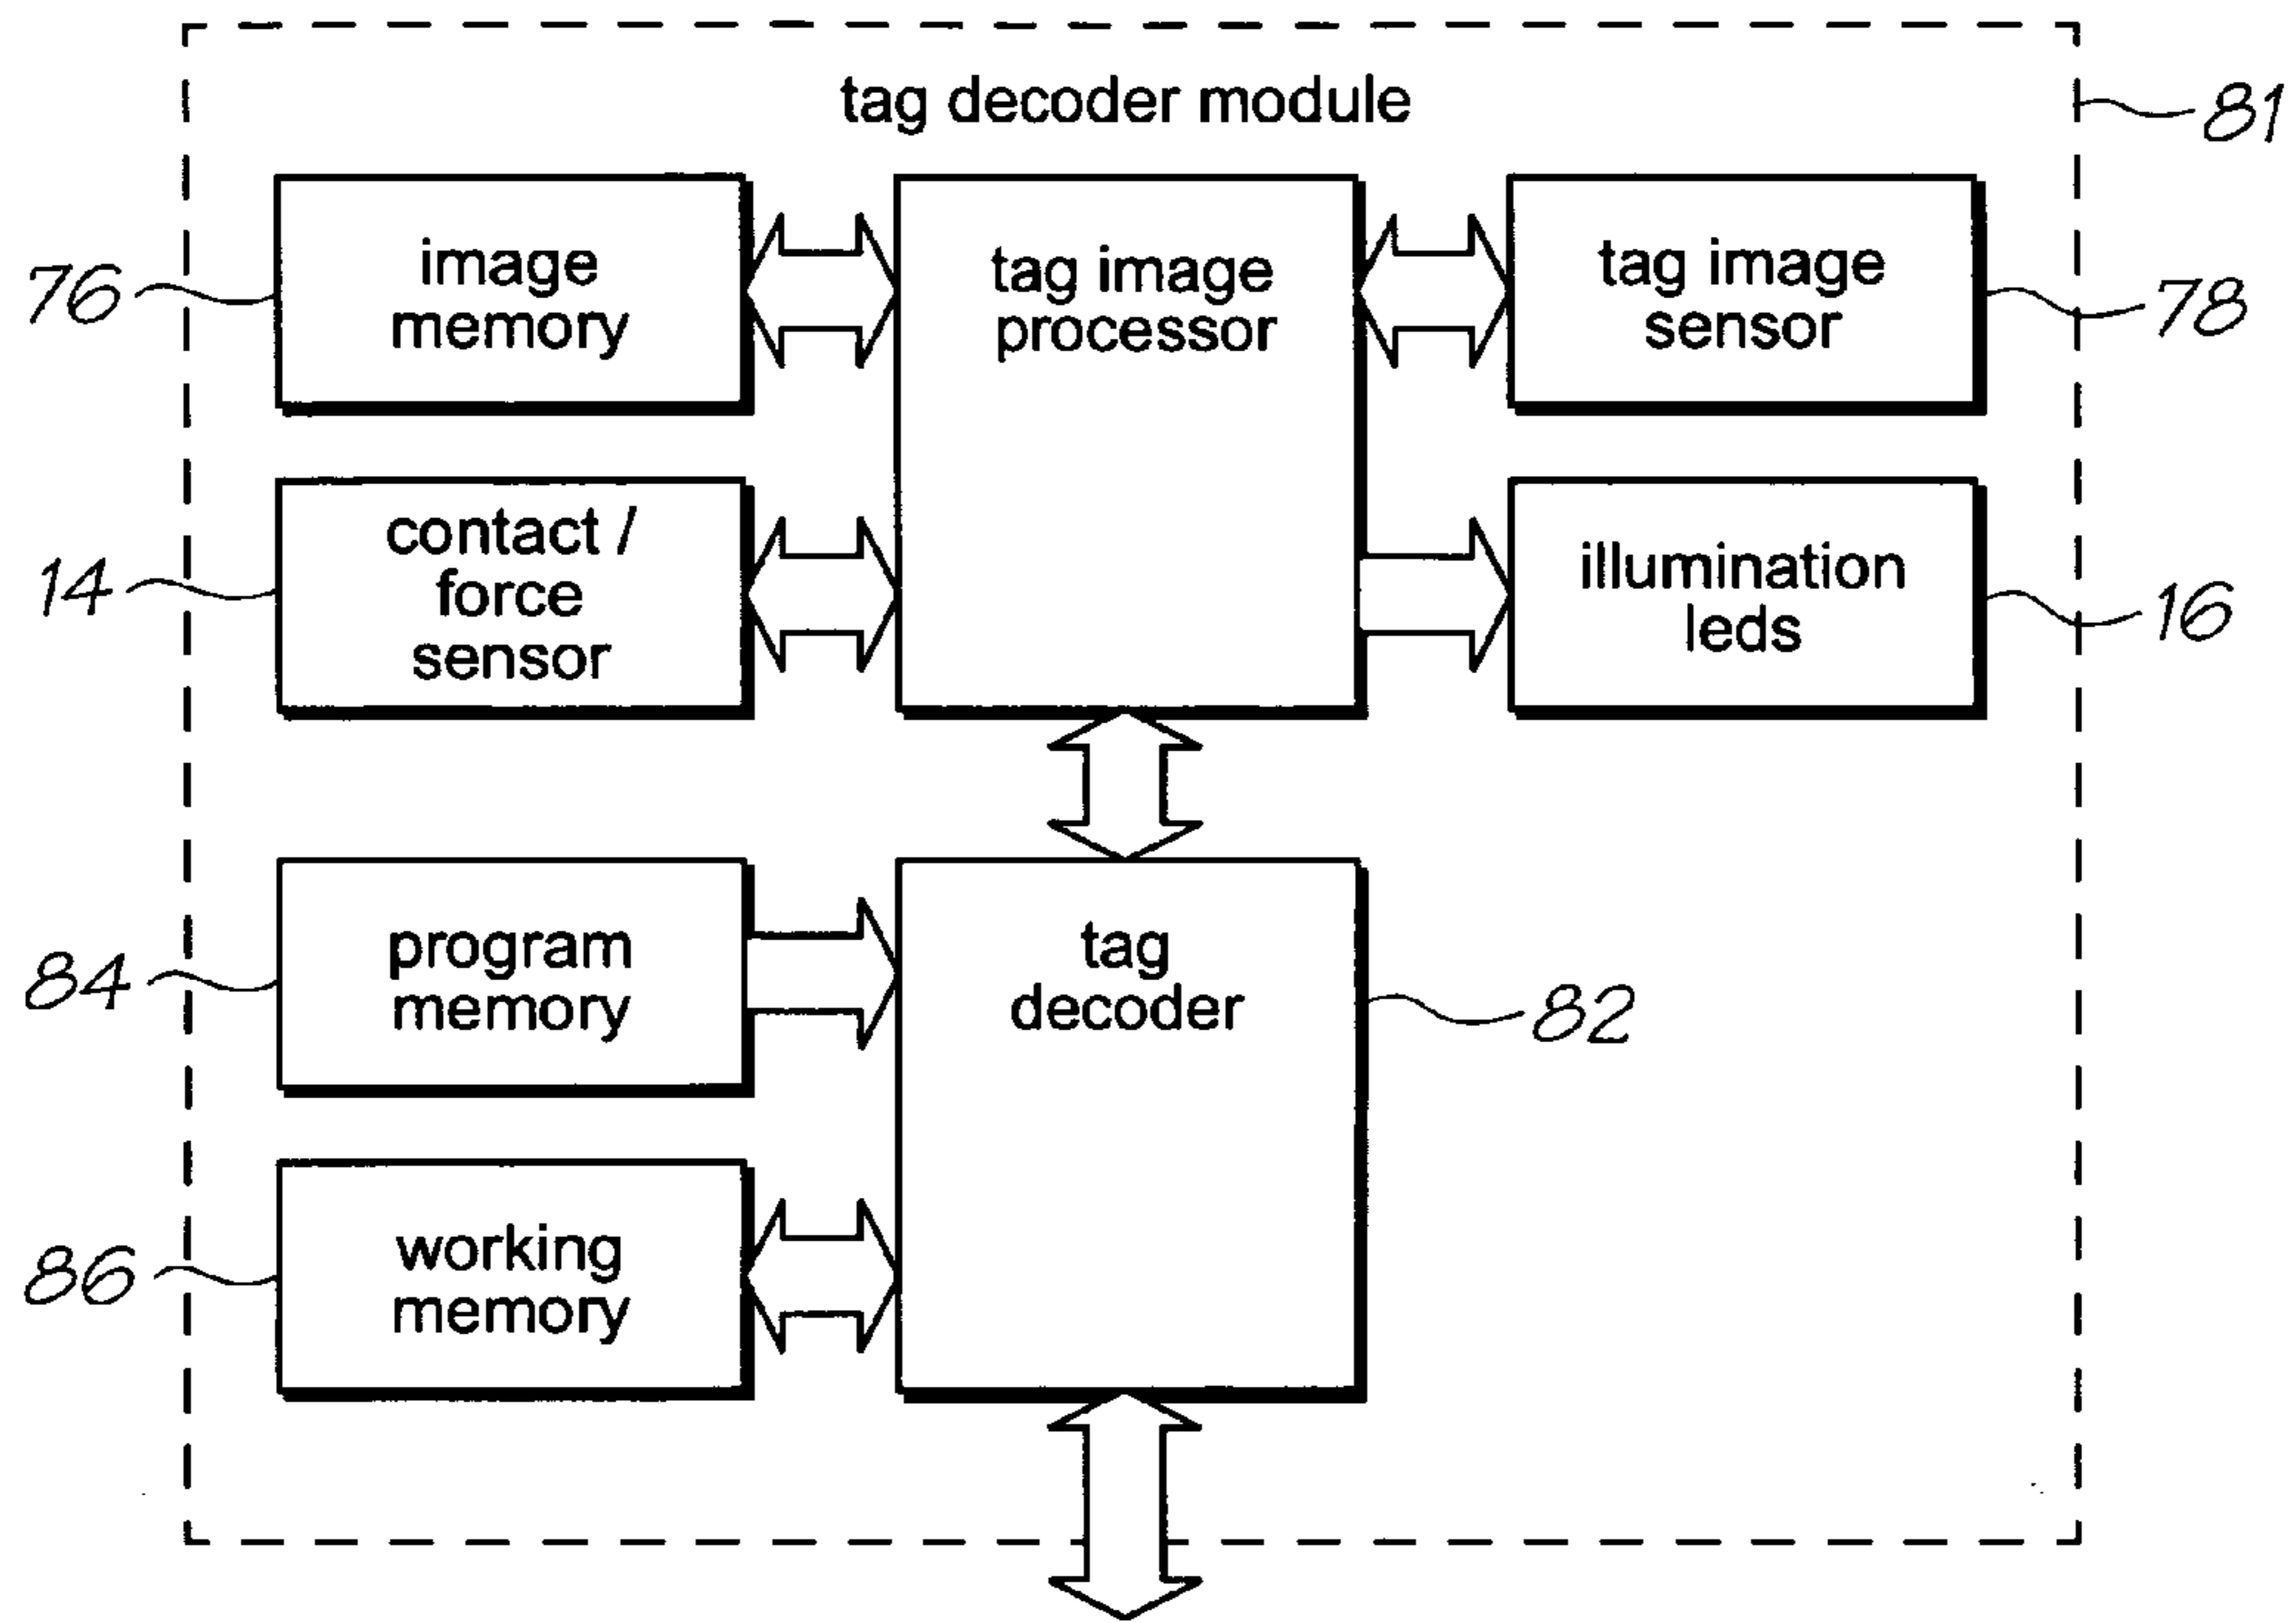 tag decoder module
81
image
memory
76
tag image
processor
tag image
sensor
78
contact /
force
sensor
14
illumination
leds
16
program
memory
84
tag
decoder
82
working
memory
86